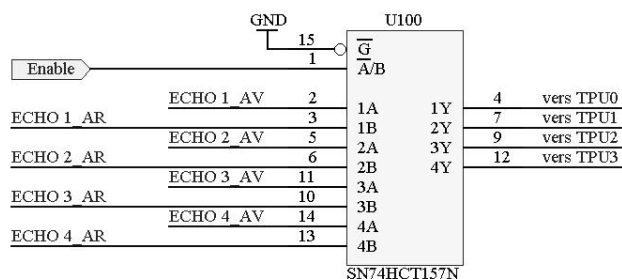 GND U100
15 G
Enable 1 A/B
ECHO 1_AV 2 1A 1Y 4 vers TPU0
ECHO 1_AR 3 1B 2Y 7 vers TPU1
ECHO 2_AV 5 2A 3Y 9 vers TPU2
ECHO 2_AR 6 2B 4Y 12 vers TPU3
ECHO 3_AV 11 3A
ECHO 3_AR 10 3B
ECHO 4_AV 14 4A
ECHO 4_AR 13 4B
SN74HCT157N